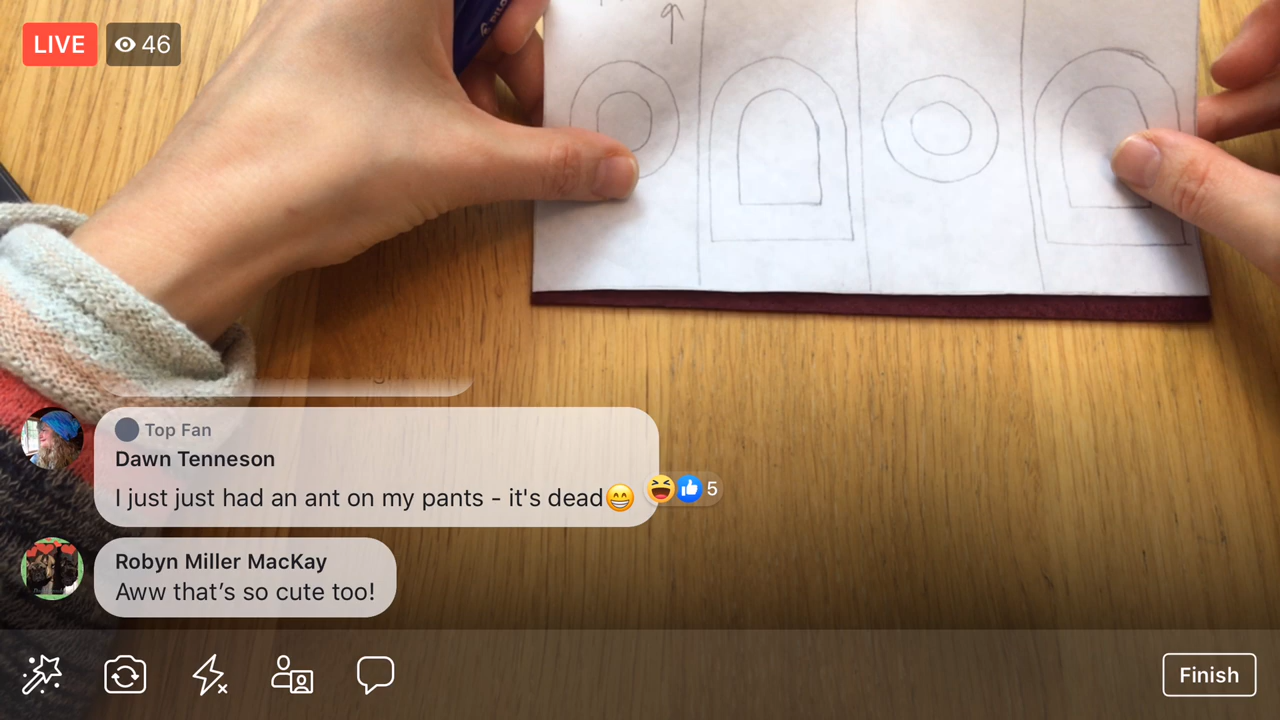 LIVE
46
Top Fan
Dawn Tenneson
I just just had an ant on my pants - it's dead😁
5
Robyn Miller MacKay
Aww that’s so cute too!
Finish